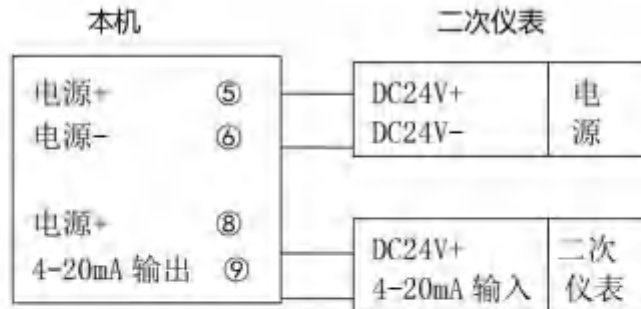 本机
二次仪表
电源+ ⑤
电源- ⑥
电源+ ⑧
4-20mA 输出 ⑨
DC24V+
DC24V-
电
源
DC24V+
4-20mA 输入
二次
仪表